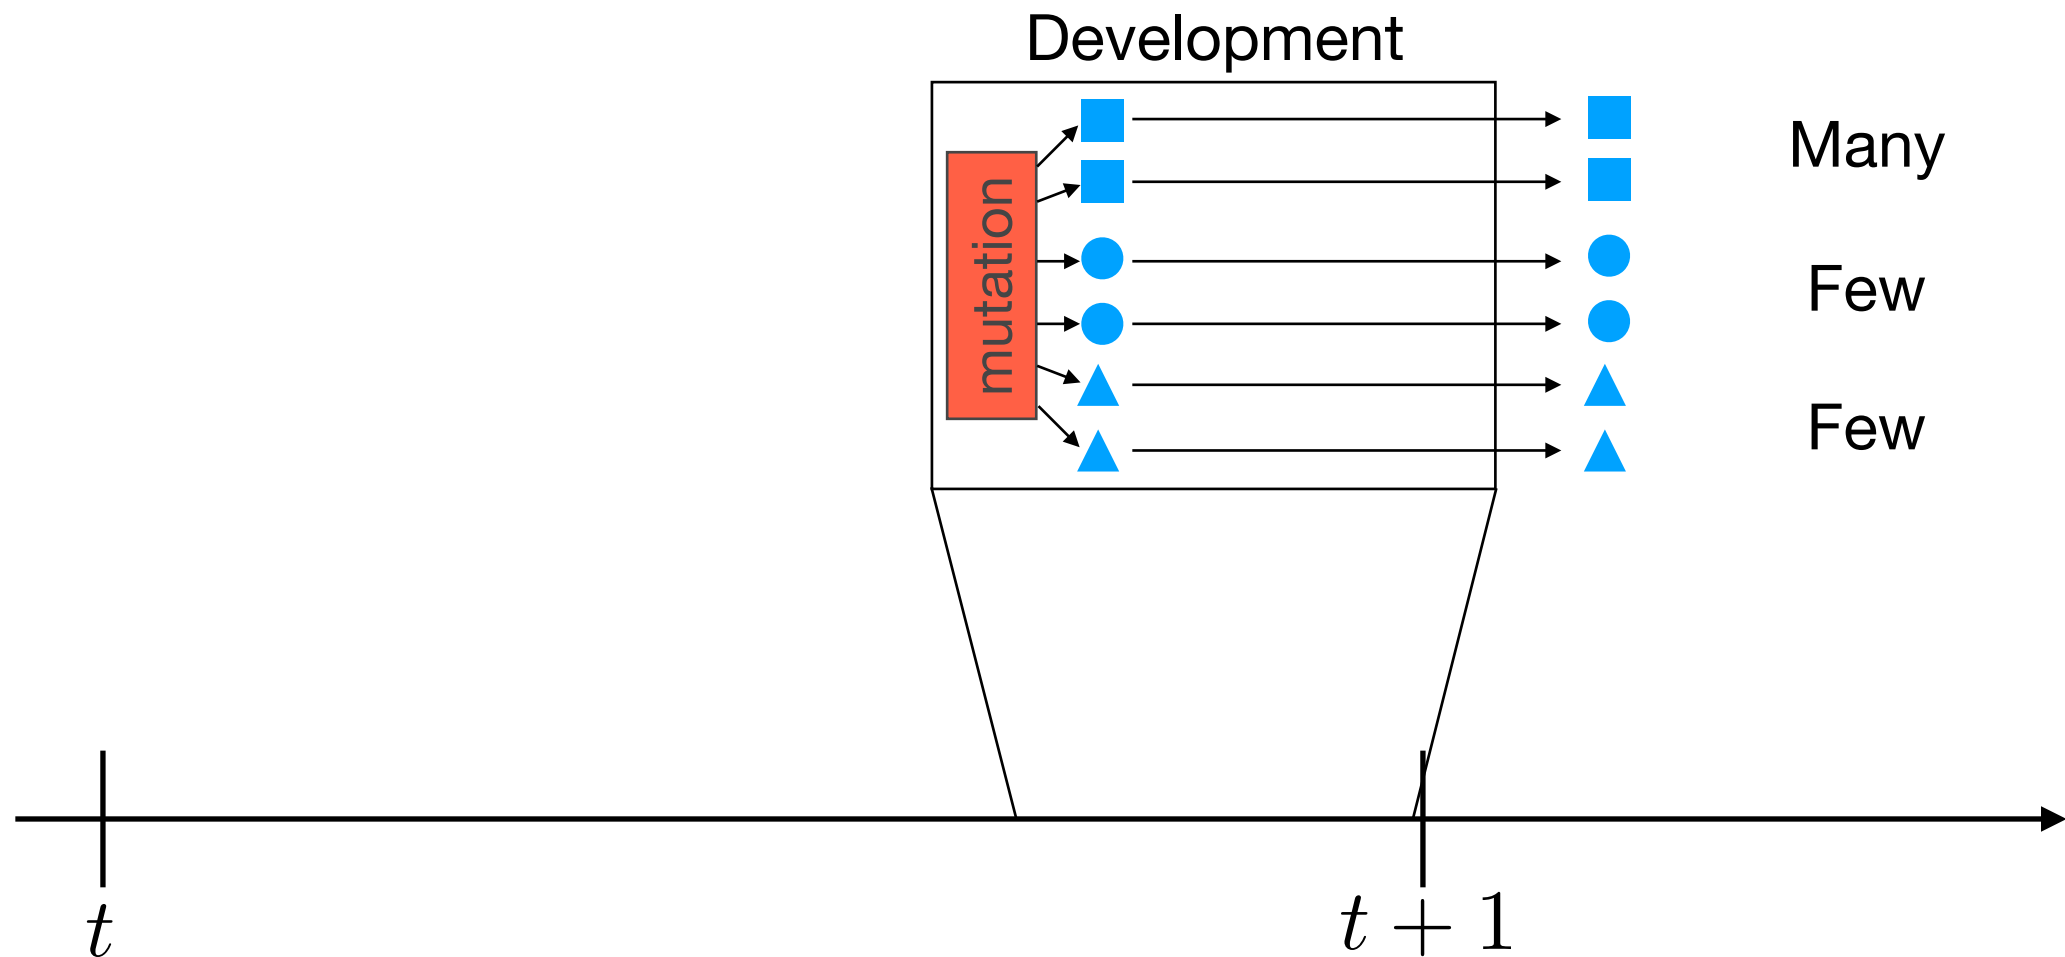 Development
mutation
Many
Few
Few
t
t + 1